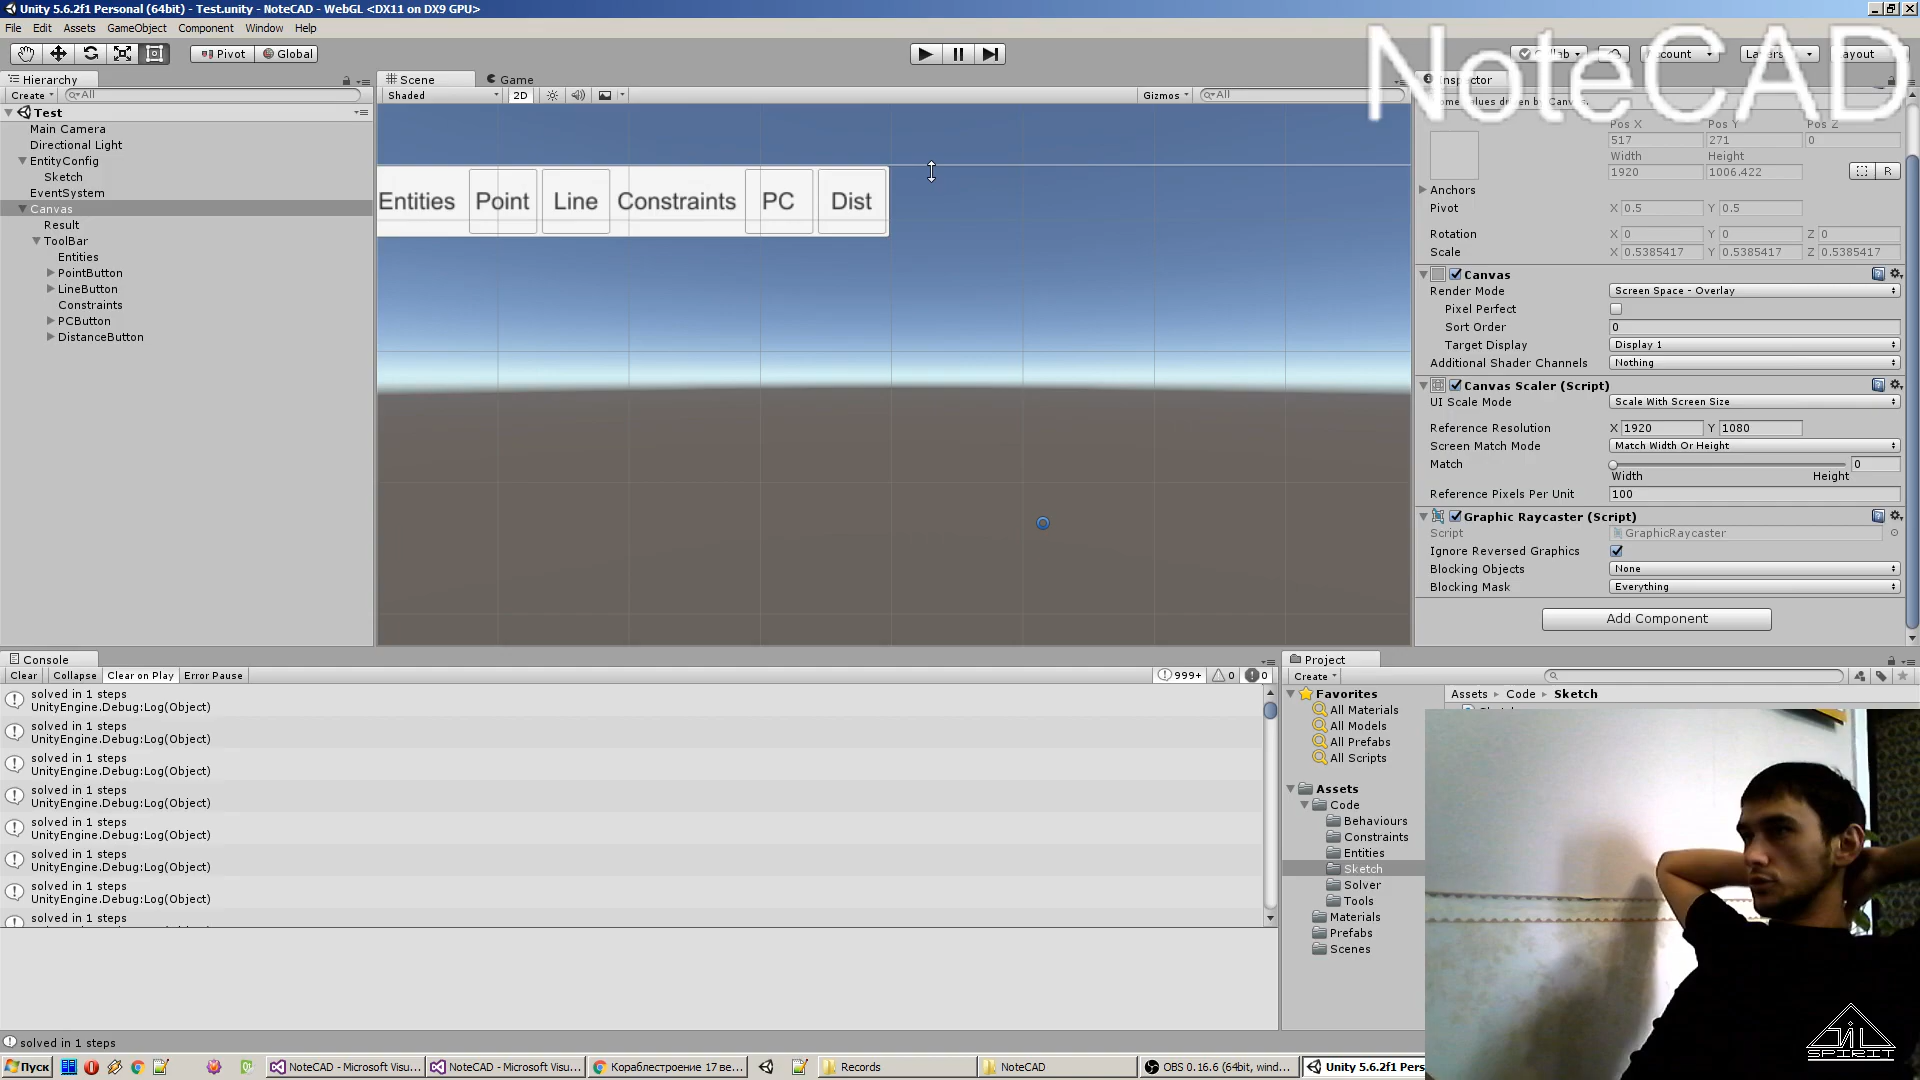 Unity 5.6.2f1 Personal (64bit) - Test.unity - NoteCAD - WebGL <DX11 on DX9 GPU>
File Edit Assets GameObject Component Window Help
Pivot Global Account Layers Layout
NoteCAD
Hierarchy
Create All
Test
Main Camera
Directional Light
EntityConfig
Sketch
EventSystem
Canvas
Result
ToolBar
Entities
PointButton
LineButton
Constraints
PCButton
DistanceButton
Scene Game
Shaded 2D Gizmos All
Entities Point Line Constraints PC Dist
Inspector
values driven by Canvas.
Pos X Pos Y Pos Z
517 271 0
Width Height
1920 1006.422
R
Anchors
Pivot X 0.5 Y 0.5
Rotation X 0 Y 0 Z 0
Scale X 0.5385417 Y 0.5385417 Z 0.5385417
Canvas
Render Mode Screen Space - Overlay
Pixel Perfect
Sort Order 0
Target Display Display 1
Additional Shader Channels Nothing
Canvas Scaler (Script)
UI Scale Mode Scale With Screen Size
Reference Resolution X 1920 Y 1080
Screen Match Mode Match Width Or Height
Match 0
Width Height
Reference Pixels Per Unit 100
Graphic Raycaster (Script)
Script GraphicRaycaster
Ignore Reversed Graphics
Blocking Objects None
Blocking Mask Everything
Add Component
Console
Clear Collapse Clear on Play Error Pause 999+ 0 0
solved in 1 steps
UnityEngine.Debug:Log(Object)
solved in 1 steps
UnityEngine.Debug:Log(Object)
solved in 1 steps
UnityEngine.Debug:Log(Object)
solved in 1 steps
UnityEngine.Debug:Log(Object)
solved in 1 steps
UnityEngine.Debug:Log(Object)
solved in 1 steps
UnityEngine.Debug:Log(Object)
solved in 1 steps
UnityEngine.Debug:Log(Object)
solved in 1 steps
Project
Create
Favorites
All Materials
All Models
All Prefabs
All Scripts
Assets
Code
Behaviours
Constraints
Entities
Sketch
Solver
Tools
Materials
Prefabs
Scenes
Assets Code Sketch
SPIRIT
solved in 1 steps
Пуск NoteCAD - Microsoft Visu... NoteCAD - Microsoft Visu... Кораблестроение 17 ве... Records NoteCAD OBS 0.16.6 (64bit, wind... Unity 5.6.2f1 Pers